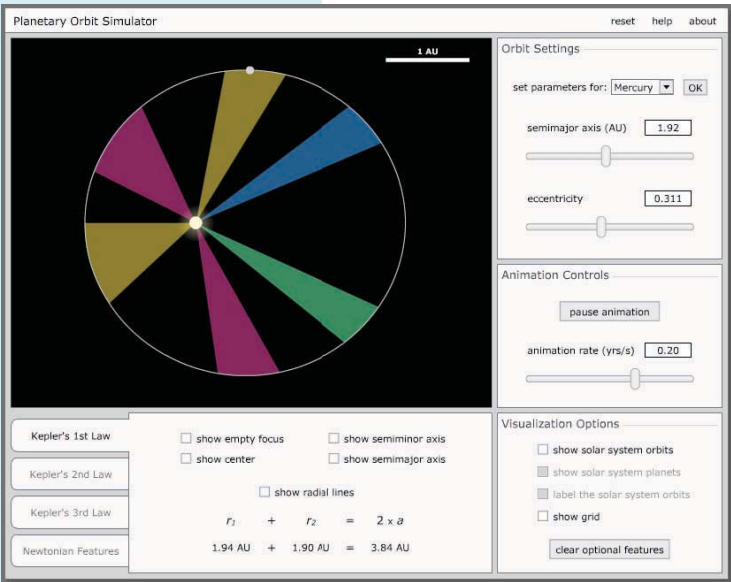 Planetary Orbit Simulator
reset help about
1 AU
Orbit Settings
set parameters for: Mercury OK
semimajor axis (AU) 1.92
eccentricity 0.311
Animation Controls
pause animation
animation rate (yrs/s) 0.20
Kepler's 1st Law
Kepler's 2nd Law
Kepler's 3rd Law
Newtonian Features
show empty focus show semiminor axis
show center show semimajor axis
show radial lines
r₁ + r₂ = 2 x a
1.94 AU + 1.90 AU = 3.84 AU
Visualization Options
show solar system orbits
show solar system planets
label the solar system orbits
show grid
clear optional features